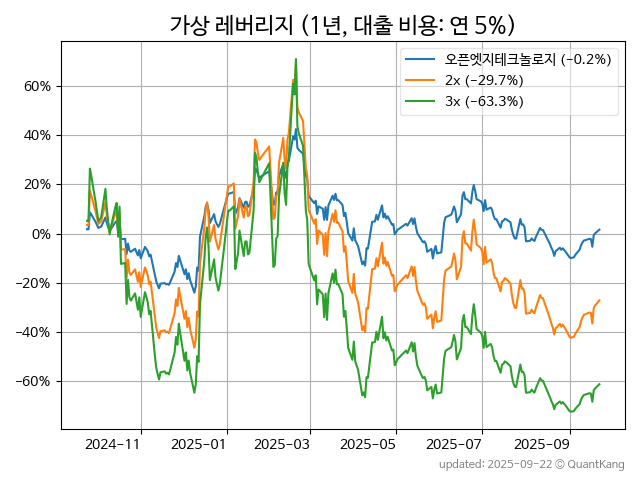 가상 레버리지 (1년, 대출 비용: 연 5%)
오픈엣지테크놀로지 (−0.2%)
2x (−29.7%)
3x (−63.3%)
60%
40%
20%
0%
−20%
−40%
−60%
2024-11
2025-01
2025-03
2025-05
2025-07
2025-09
updated: 2025-09-22 © QuantKang